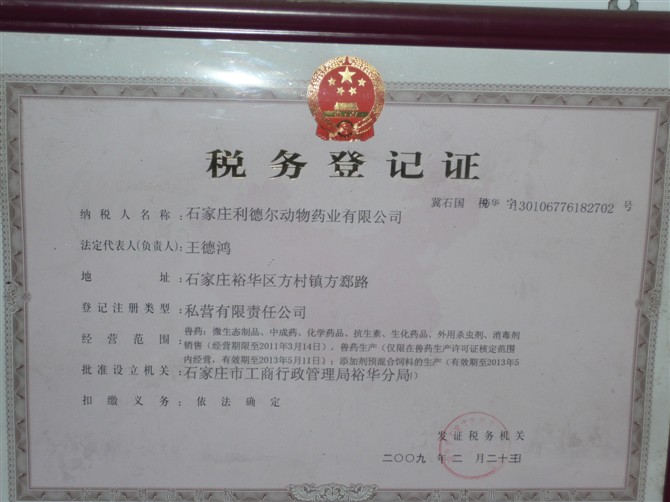 税务登记证
冀石国 税华 字130106776182702 号
纳税人名称：石家庄利德尔动物药业有限公司
法定代表人(负责人)：王德鸿
地 址：石家庄裕华区方村镇方郄路
登记注册类型：私营有限责任公司
经营范围：兽药：微生态制品、中成药、化学药品、抗生素、生化药品、外用杀虫剂、消毒剂
销售（经营期限至2011年3月14日），兽药生产（仅限在兽药生产许可证核定范围
内经营，有效期至2013年5月11日）；添加剂预混合饲料的生产（有效期至2013年5
批准设立机关：石家庄市工商行政管理局裕华分局
扣缴义务：依法确定
发证税务机关
二〇〇九 年 二 月 二十三日